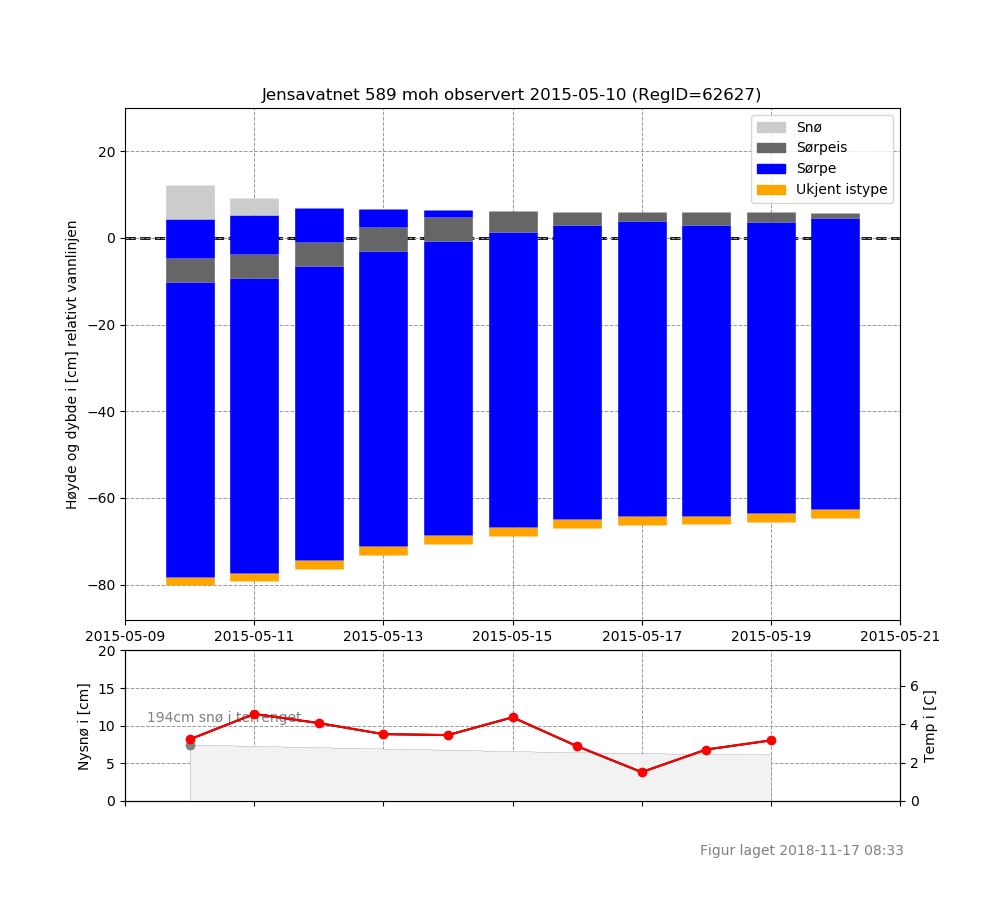 Jensavatnet 589 moh observert 2015-05-10 (RegID=62627)
Snø
Sørpeis
Sørpe
Ukjent istype
Høyde og dybde i [cm] relativt vannlinjen
20
0
−20
−40
−60
−80
2015-05-09 2015-05-11 2015-05-13 2015-05-15 2015-05-17 2015-05-19 2015-05-21
Nysnø i [cm]
20
15
10
5
0
194cm snø i terrenget
6
4
2
0
Temp i [C]
Figur laget 2018-11-17 08:33